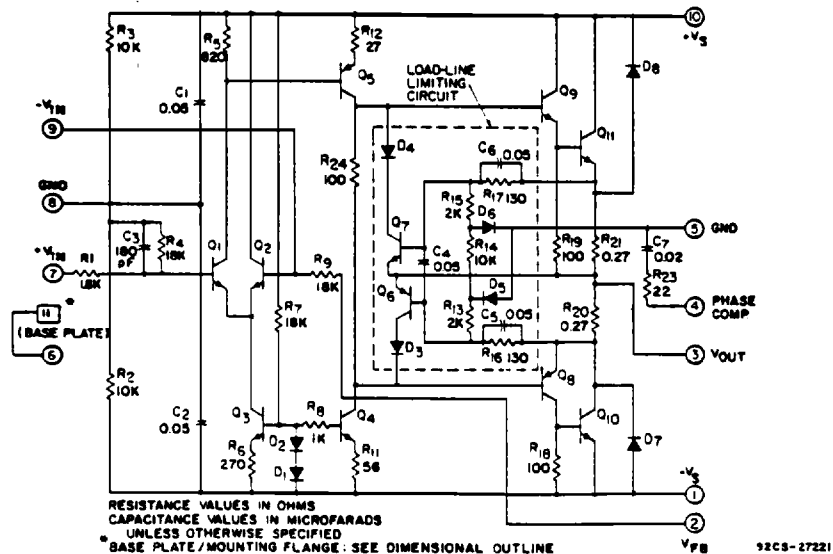 R3
10K
R5
820
R12
27
10
+VS
C1
0.05
Q5
LOAD-LINE
LIMITING
CIRCUIT
Q9
D8
-VIN
9
Q11
D4
C6
0.05
R24
100
R17 130
R15
2K
D6
GND
8
Q7
5
GND
C3
180
pF
R4
18K
Q1
Q2
R9
18K
C4
0.05
R14
10K
R19
100
R21
0.27
C7
0.02
+VIN
7
R1
1.8K
R23
22
Q6
D5
4
PHASE
COMP
11
*
(BASE PLATE)
6
R7
18K
R13
2K
C5
0.05
R20
0.27
D3
R16 130
3
VOUT
R2
10K
Q8
C2
0.05
Q3
R8
1K
Q4
Q10
R6
270
D2
D1
R11
56
R18
100
D7
-VS
1
RESISTANCE VALUES IN OHMS
CAPACITANCE VALUES IN MICROFARADS
UNLESS OTHERWISE SPECIFIED
* BASE PLATE/MOUNTING FLANGE: SEE DIMENSIONAL OUTLINE
2
VFB
92CS-27221